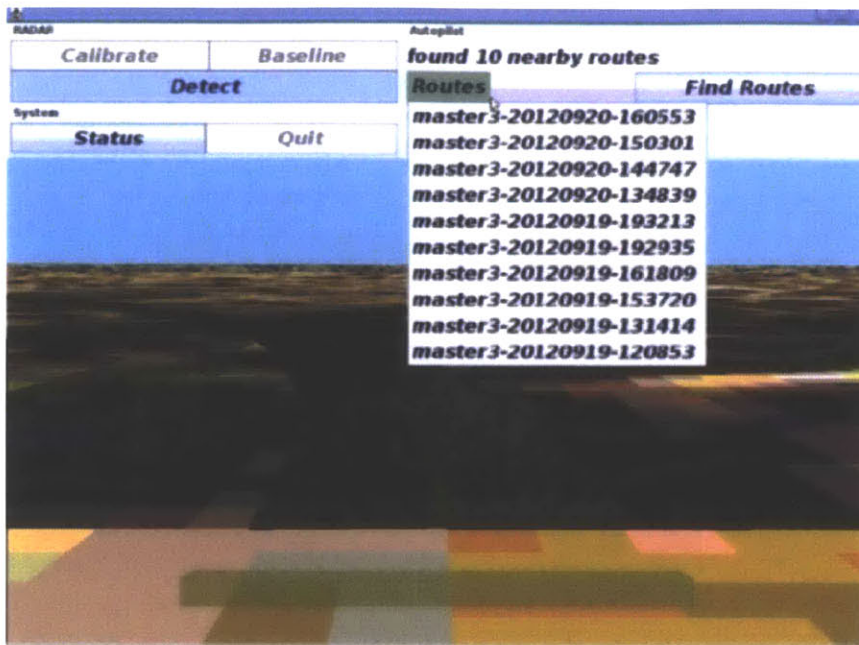 RADAR
Calibrate Baseline
Detect
System
Status Quit
Autopilot
found 10 nearby routes
Routes Find Routes
master3-20120920-160553
master3-20120920-150301
master3-20120920-144747
master3-20120920-134839
master3-20120919-193213
master3-20120919-192935
master3-20120919-161809
master3-20120919-153720
master3-20120919-131414
master3-20120919-120853